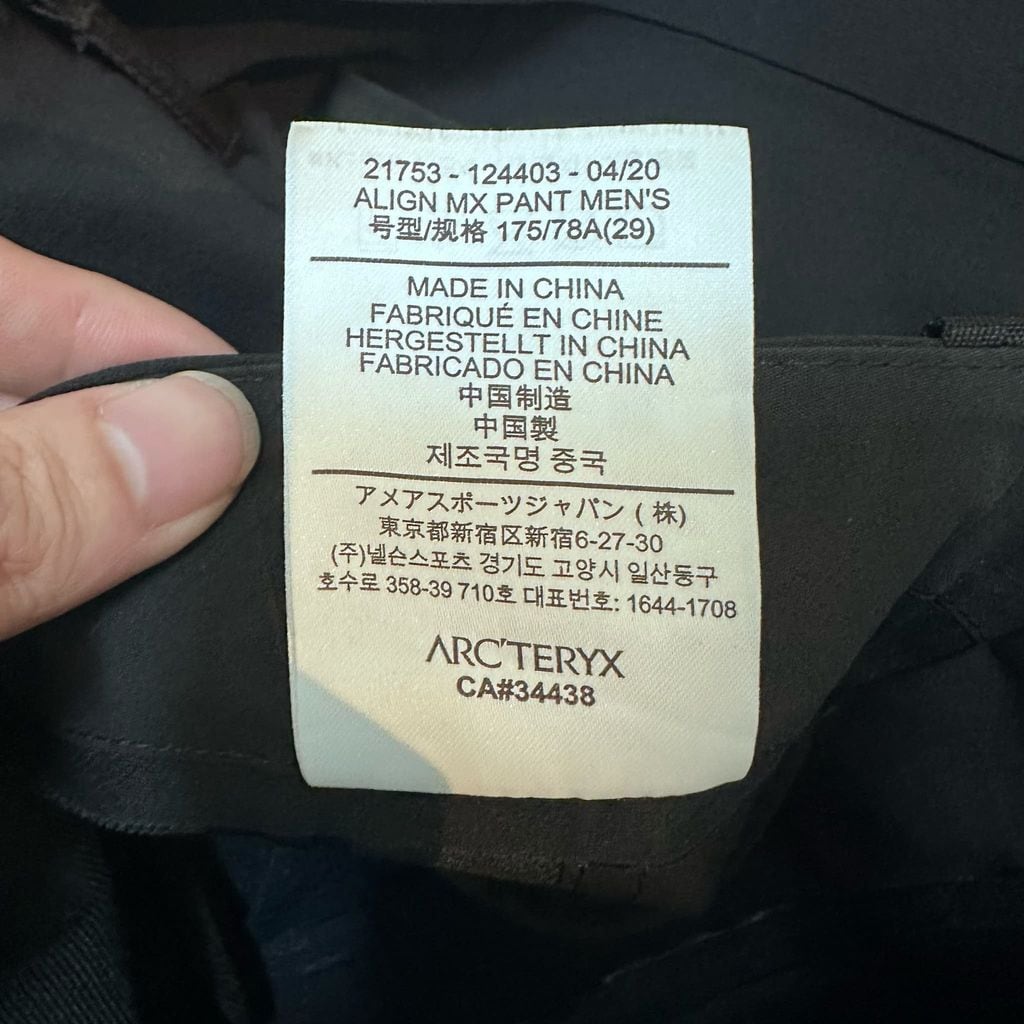 21753 - 124403 - 04/20
ALIGN MX PANT MEN'S
号型/规格 175/78A(29)
MADE IN CHINA
FABRIQUÉ EN CHINE
HERGESTELLT IN CHINA
FABRICADO EN CHINA
中国制造
中国製
제조국명 중국
アメアスポーツジャパン ( 株)
東京都新宿区新宿6-27-30
(주)넬슨스포츠 경기도 고양시 일산동구
호수로 358-39 710호 대표번호: 1644-1708
ARC'TERYX
CA#34438